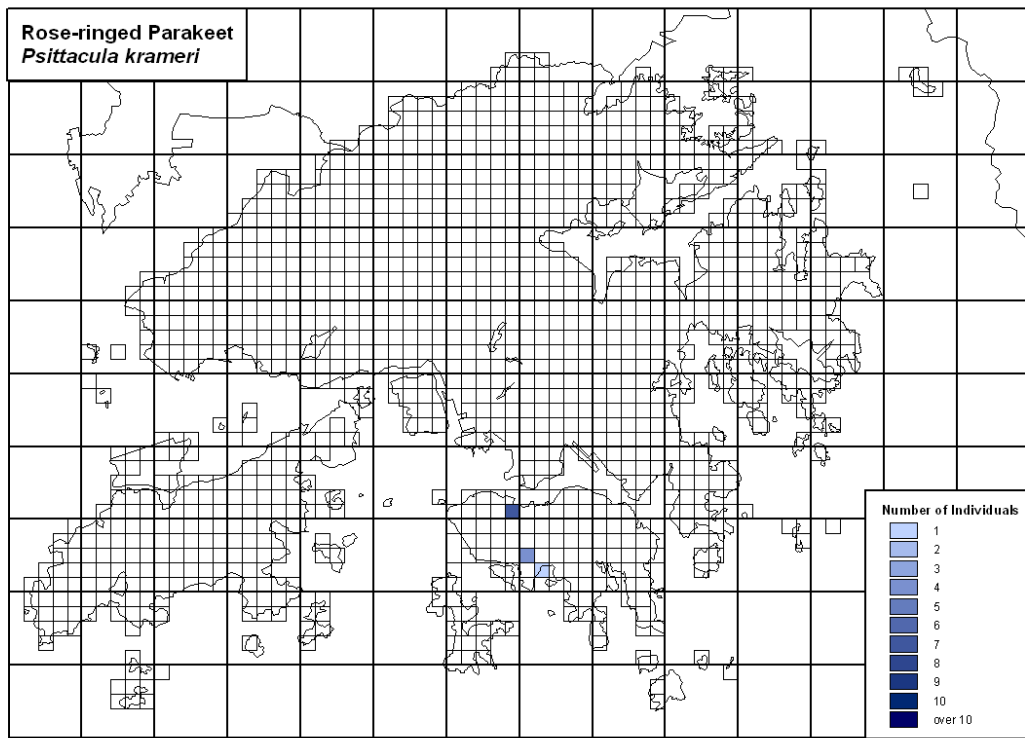 Rose-ringed Parakeet
Psittacula krameri
Number of Individuals
1
2
3
4
5
6
7
8
9
10
over 10